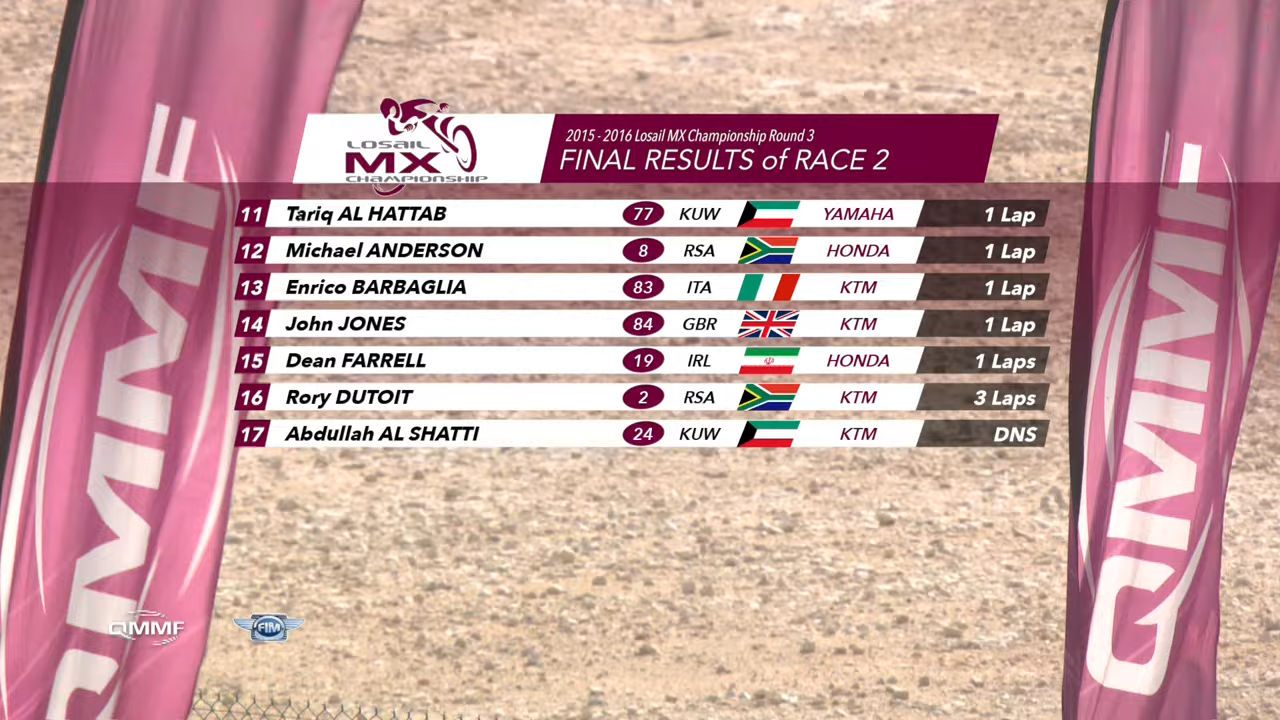 LOSAIL
MX
CHAMPIONSHIP
2015 - 2016 Losail MX Championship Round 3
FINAL RESULTS of RACE 2
11 Tariq AL HATTAB 77 KUW YAMAHA 1 Lap
12 Michael ANDERSON 8 RSA HONDA 1 Lap
13 Enrico BARBAGLIA 83 ITA KTM 1 Lap
14 John JONES 84 GBR KTM 1 Lap
15 Dean FARRELL 19 IRL HONDA 1 Laps
16 Rory DUTOIT 2 RSA KTM 3 Laps
17 Abdullah AL SHATTI 24 KUW KTM DNS
QMMF
QMMF
QMMF
FIM